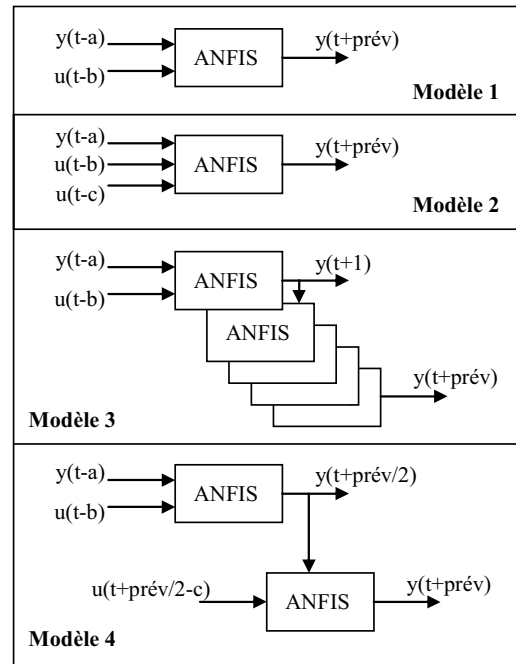 y(t-a)
u(t-b)
ANFIS
y(t+prév)
Modèle 1
y(t-a)
u(t-b)
u(t-c)
ANFIS
y(t+prév)
Modèle 2
y(t-a)
u(t-b)
ANFIS
y(t+1)
ANFIS
y(t+prév)
Modèle 3
y(t-a)
u(t-b)
ANFIS
y(t+prév/2)
u(t+prév/2-c)
ANFIS
y(t+prév)
Modèle 4